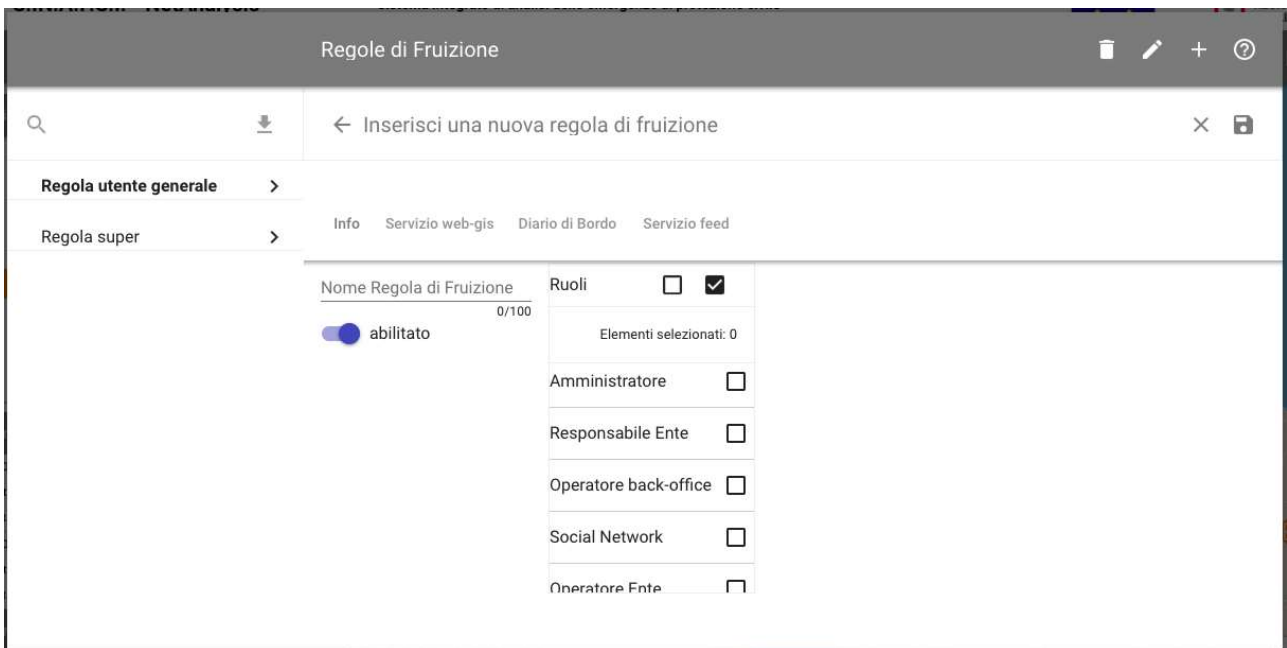 Regole di Fruizione
Inserisci una nuova regola di fruizione
Regola utente generale
Regola super
Info Servizio web-gis Diario di Bordo Servizio feed
Nome Regola di Fruizione
0/100
abilitato
Ruoli
Elementi selezionati: 0
Amministratore
Responsabile Ente
Operatore back-office
Social Network
Operatore Ente